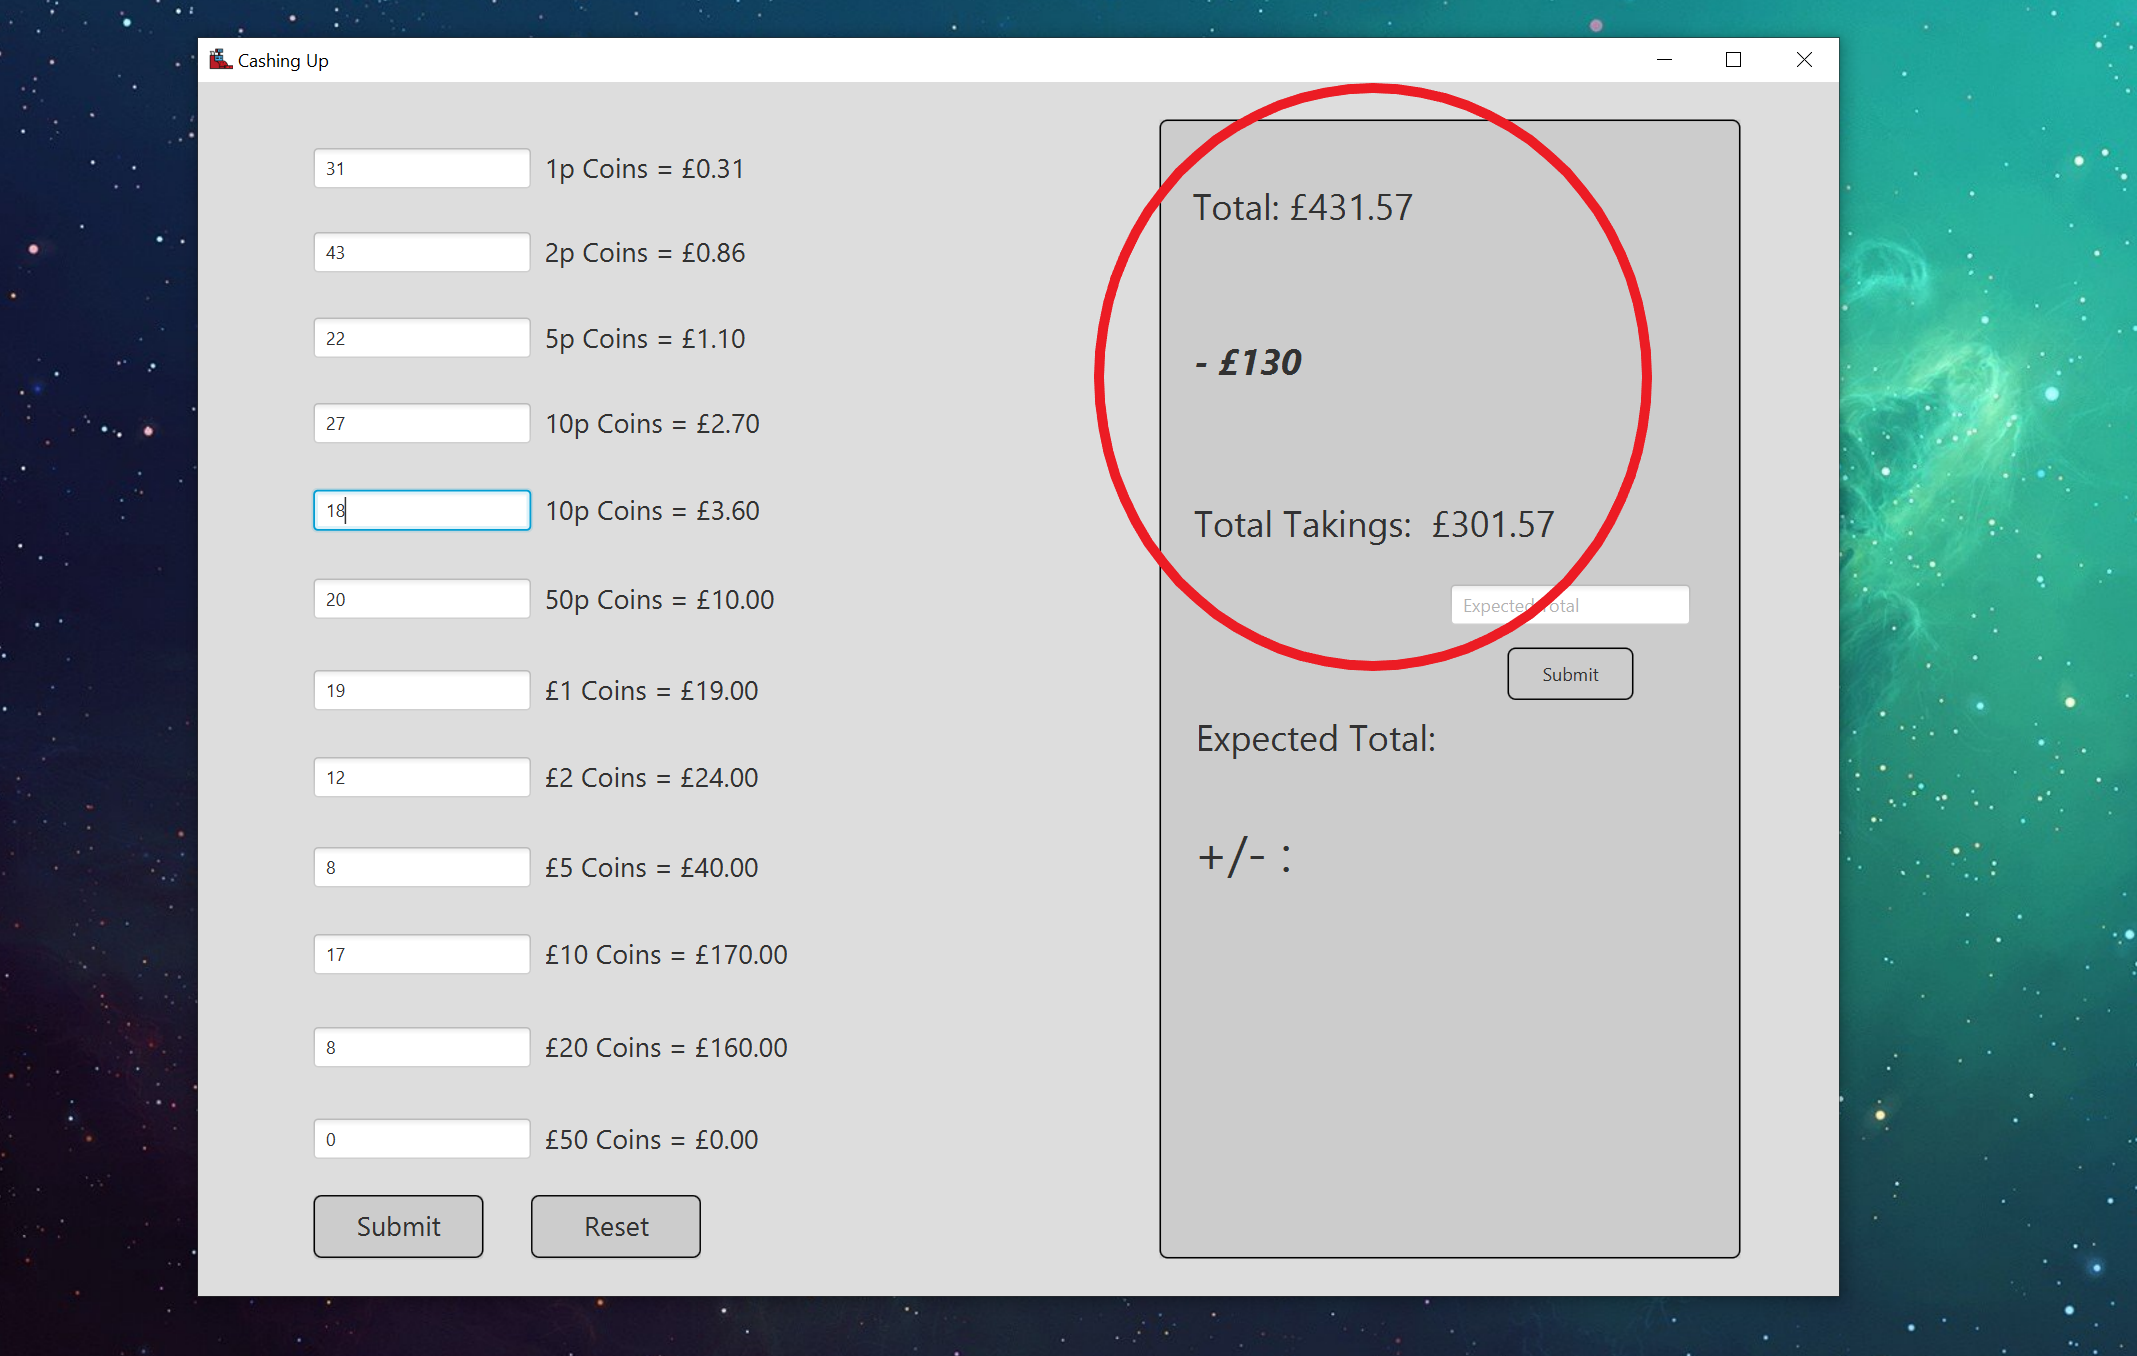 Cashing Up
31 1p Coins = £0.31
43 2p Coins = £0.86
22 5p Coins = £1.10
27 10p Coins = £2.70
18 10p Coins = £3.60
20 50p Coins = £10.00
19 £1 Coins = £19.00
12 £2 Coins = £24.00
8 £5 Coins = £40.00
17 £10 Coins = £170.00
8 £20 Coins = £160.00
0 £50 Coins = £0.00
Submit Reset
Total: £431.57
- £130
Total Takings: £301.57
Expected Total
Submit
Expected Total:
+/- :